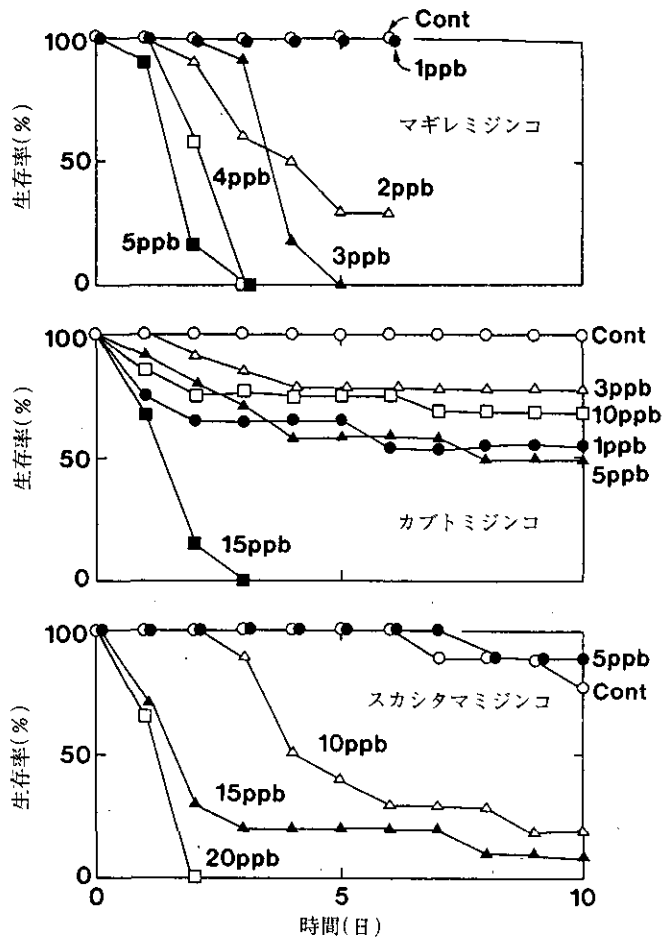 Cont
1ppb
マギレミジンコ
4ppb
2ppb
5ppb
3ppb
100
50
0
生存率(%)
Cont
3ppb
10ppb
1ppb
5ppb
カブトミジンコ
15ppb
100
50
0
生存率(%)
5ppb
Cont
スカシタマミジンコ
10ppb
15ppb
20ppb
100
50
0
生存率(%)
0
5
10
時間(日)